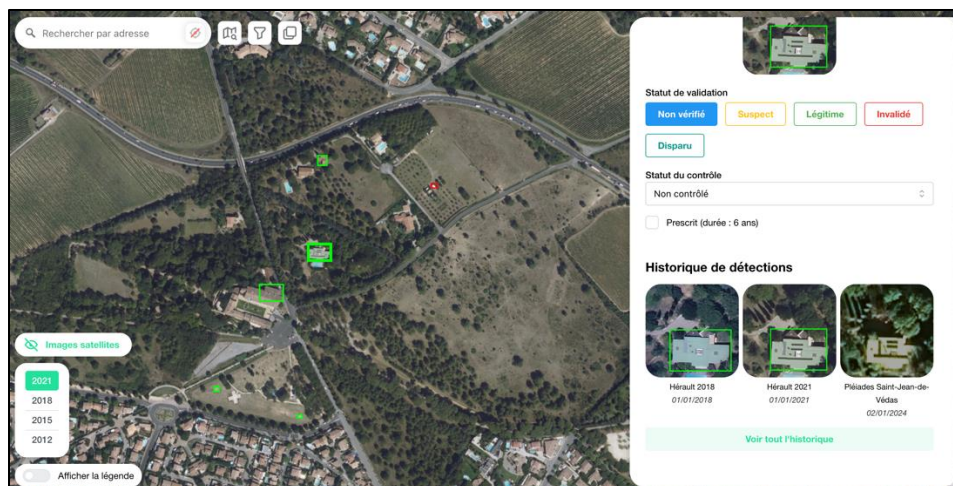 Rechercher par adresse
Images satellites
2021
2018
2015
2012
Afficher la légende
Statut de validation
Non vérifié
Suspect
Légitime
Invalidé
Disparu
Statut du contrôle
Non contrôlé
Prescrit (durée : 6 ans)
Historique de détections
Hérault 2018
01/01/2018
Hérault 2021
01/01/2021
Pléiades Saint-Jean-de-
Védas
02/01/2024
Voir tout l'historique